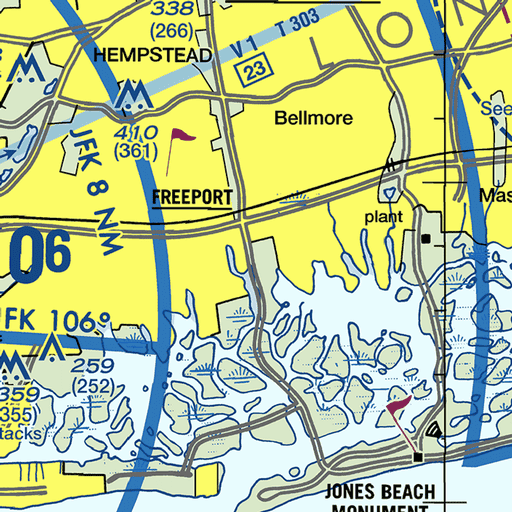 338
(266)
HEMPSTEAD
V 1 T 303
23
L O N
410
(361)
Bellmore
See
JFK 8 NM
FREEPORT
Mas
plant
06
FK 106°
259
(252)
359
355)
tacks
JONES BEACH
MONUMENT